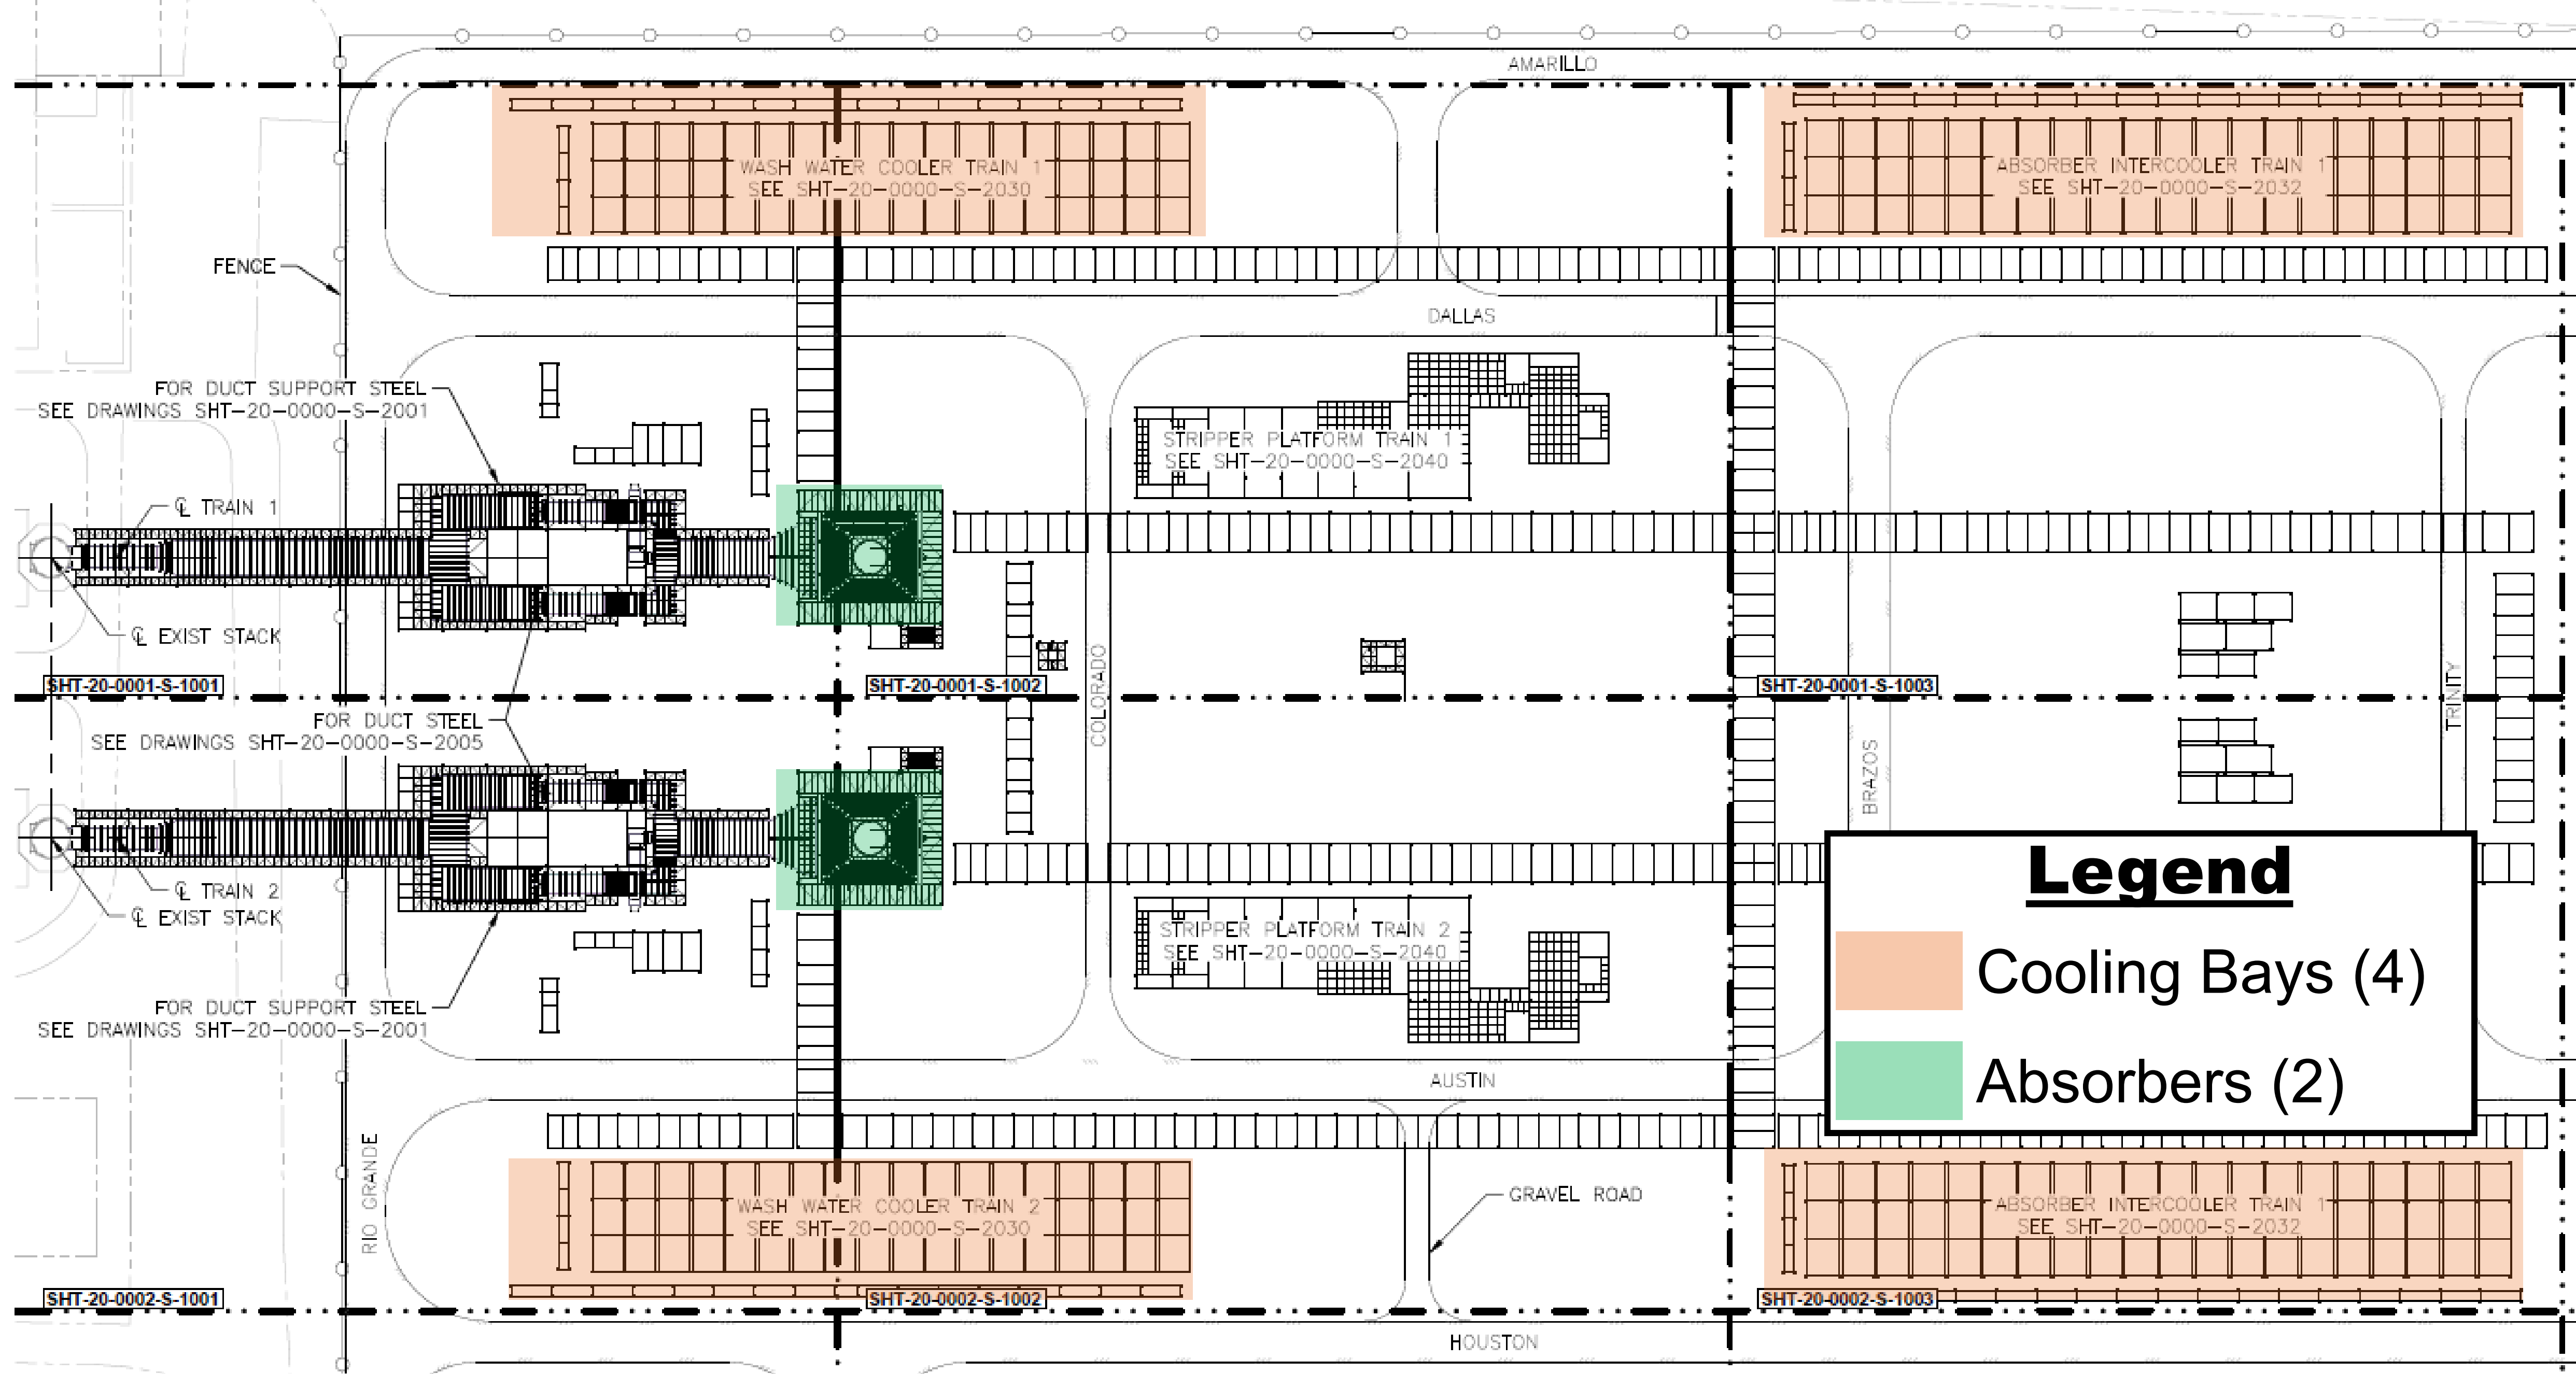 AMARILLO
WASH WATER COOLER TRAIN 1
SEE SHT-20-0000-S-2030
ABSORBER INTERCOOLER TRAIN 1
SEE SHT-20-0000-S-2032
FENCE
DALLAS
FOR DUCT SUPPORT STEEL
SEE DRAWINGS SHT-20-0000-S-2001
STRIPPER PLATFORM TRAIN 1
SEE SHT-20-0000-S-2040
℄ TRAIN 1
℄ EXIST STACK
SHT-20-0001-S-1001
SHT-20-0001-S-1002
SHT-20-0001-S-1003
COLORADO
TRINITY
BRAZOS
FOR DUCT STEEL
SEE DRAWINGS SHT-20-0000-S-2005
℄ TRAIN 2
℄ EXIST STACK
STRIPPER PLATFORM TRAIN 2
SEE SHT-20-0000-S-2040
FOR DUCT SUPPORT STEEL
SEE DRAWINGS SHT-20-0000-S-2001
Legend
Cooling Bays (4)
Absorbers (2)
AUSTIN
RIO GRANDE
WASH WATER COOLER TRAIN 2
SEE SHT-20-0000-S-2030
GRAVEL ROAD
ABSORBER INTERCOOLER TRAIN 1
SEE SHT-20-0000-S-2032
SHT-20-0002-S-1001
SHT-20-0002-S-1002
SHT-20-0002-S-1003
HOUSTON